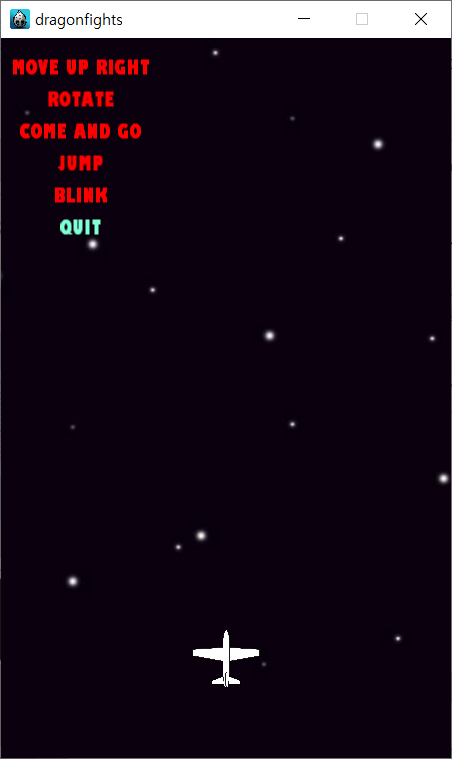 dragonfights
MOVE UP RIGHT
ROTATE
COME AND GO
JUMP
BLINK
QUIT